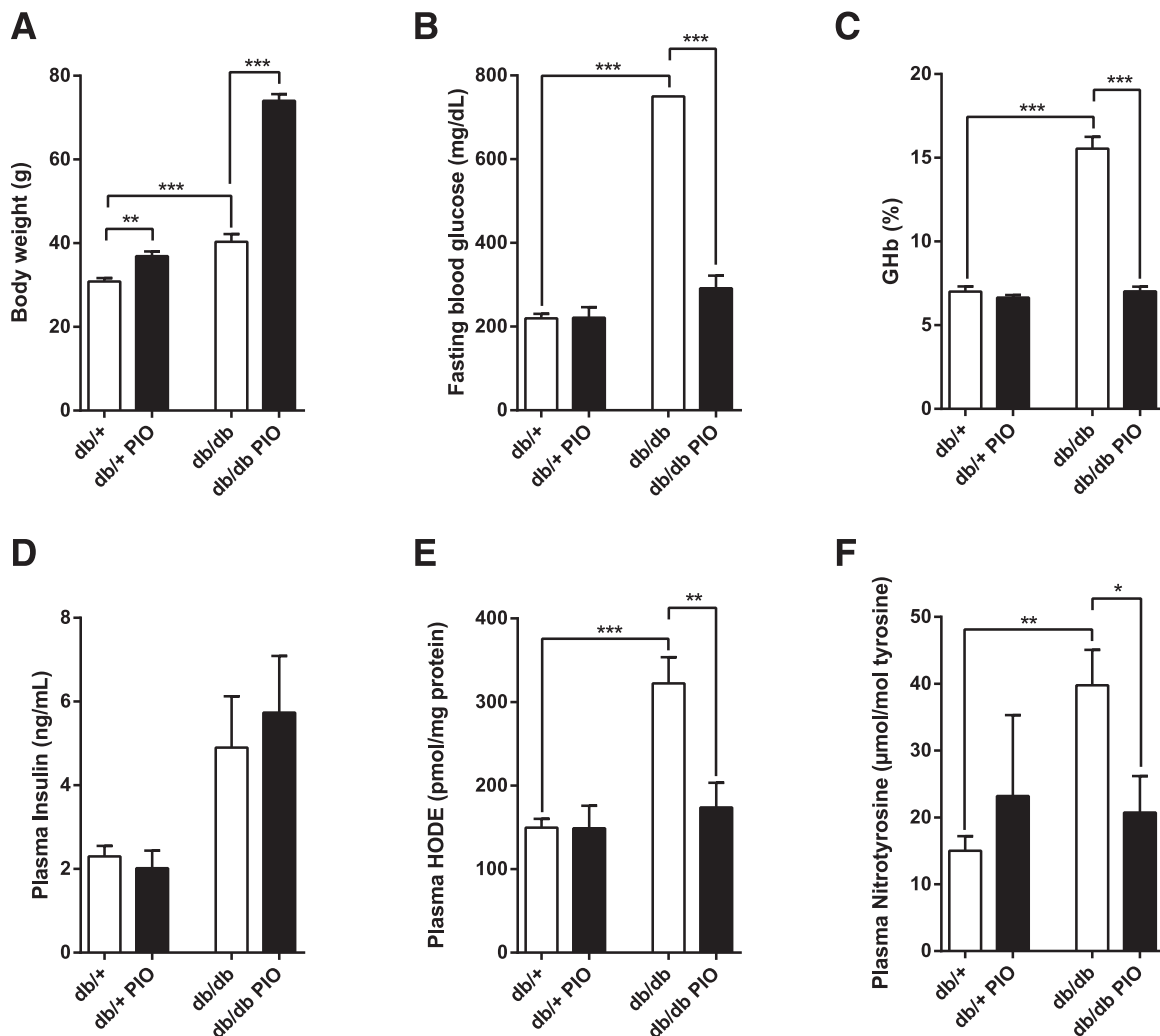 A
Body weight (g)
80
60
40
20
0
**
***
***
db/+
db/+ PIO
db/db
db/db PIO
B
Fasting blood glucose (mg/dL)
800
600
400
200
0
***
***
db/+
db/+ PIO
db/db
db/db PIO
C
GHb (%)
20
15
10
5
0
***
***
db/+
db/+ PIO
db/db
db/db PIO
D
Plasma Insulin (ng/mL)
8
6
4
2
0
db/+
db/+ PIO
db/db
db/db PIO
E
Plasma HODE (pmol/mg protein)
400
300
200
100
0
***
**
db/+
db/+ PIO
db/db
db/db PIO
F
Plasma Nitrotyrosine (µmol/mol tyrosine)
50
40
30
20
10
0
**
*
db/+
db/+ PIO
db/db
db/db PIO